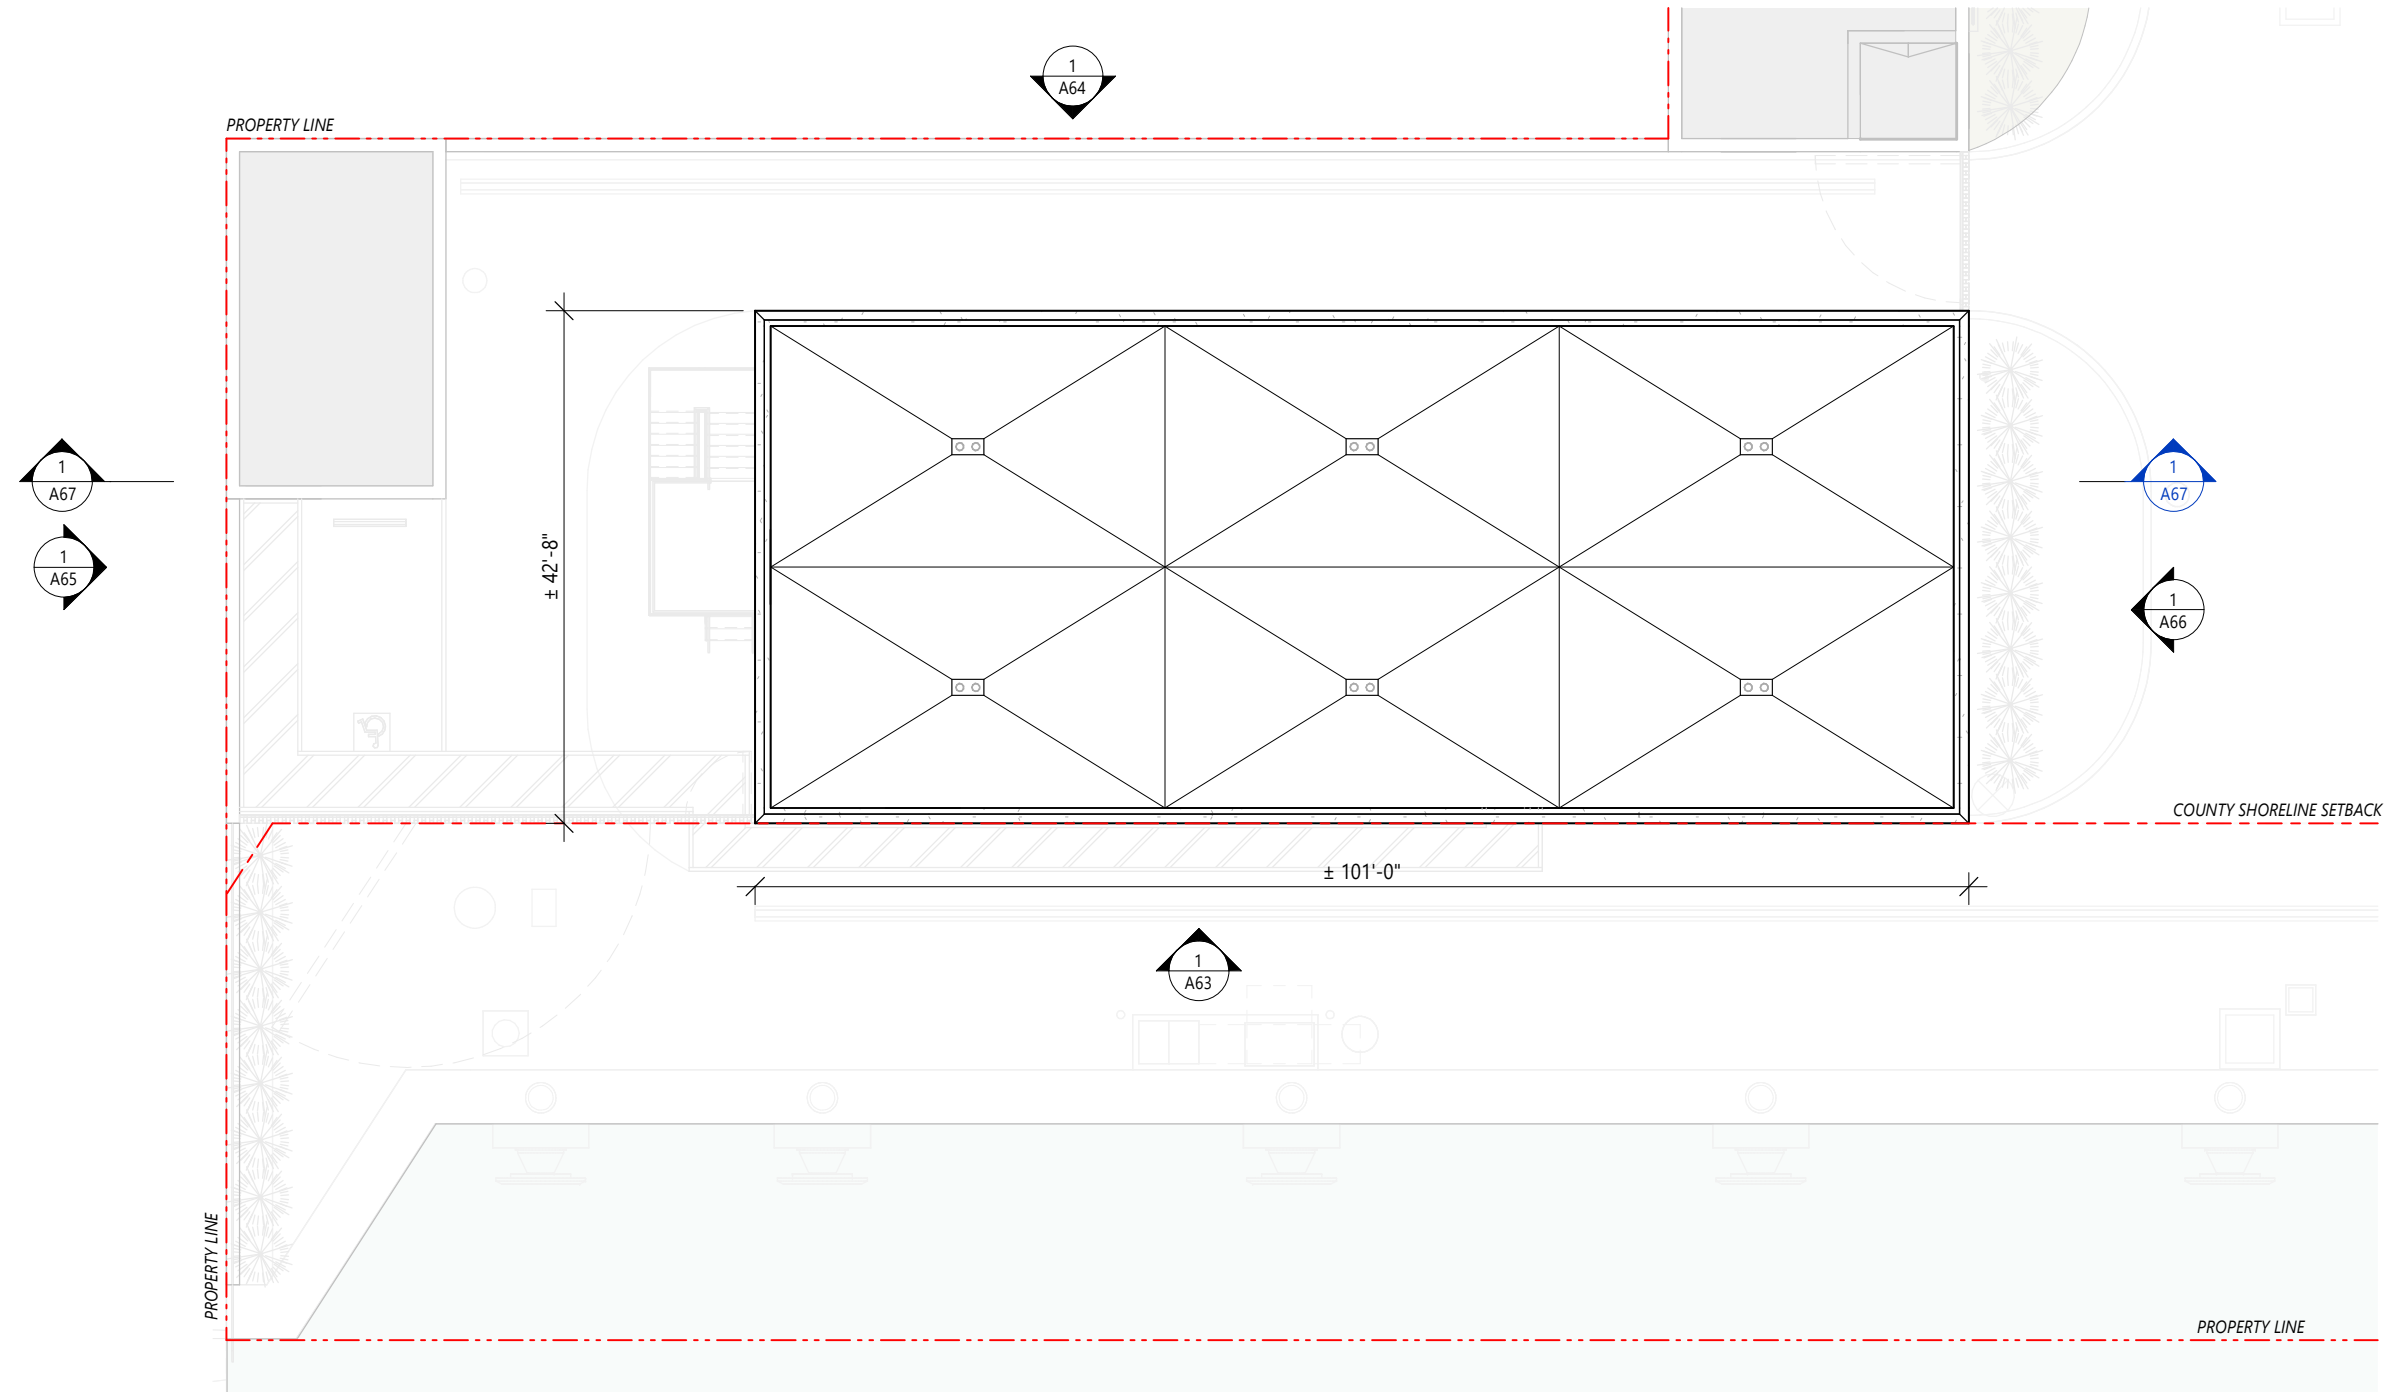 1
A64
PROPERTY LINE
1
A67
1
A67
1
A65
± 42'-8"
1
A66
COUNTY SHORELINE SETBACK
± 101'-0"
1
A63
PROPERTY LINE
PROPERTY LINE